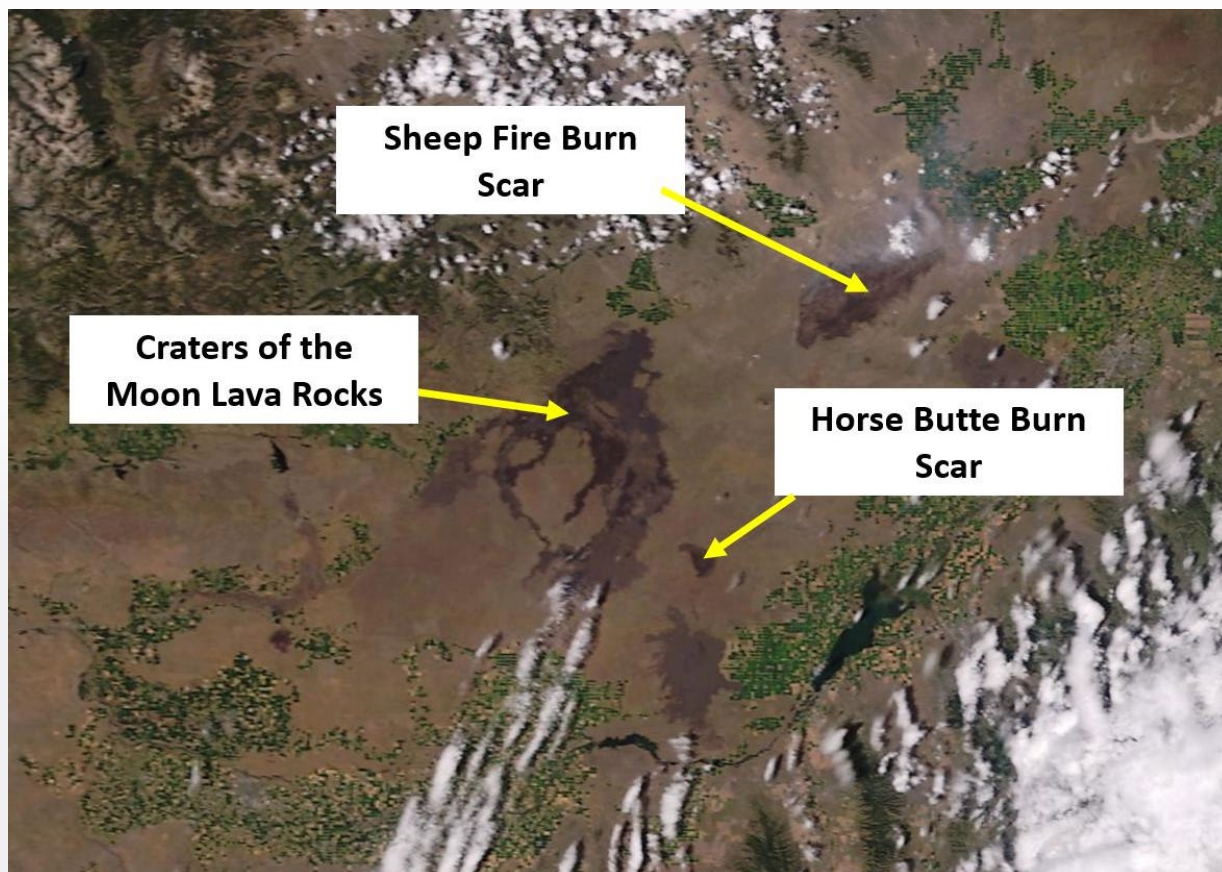 Sheep Fire Burn
Scar
Craters of the
Moon Lava Rocks
Horse Butte Burn
Scar